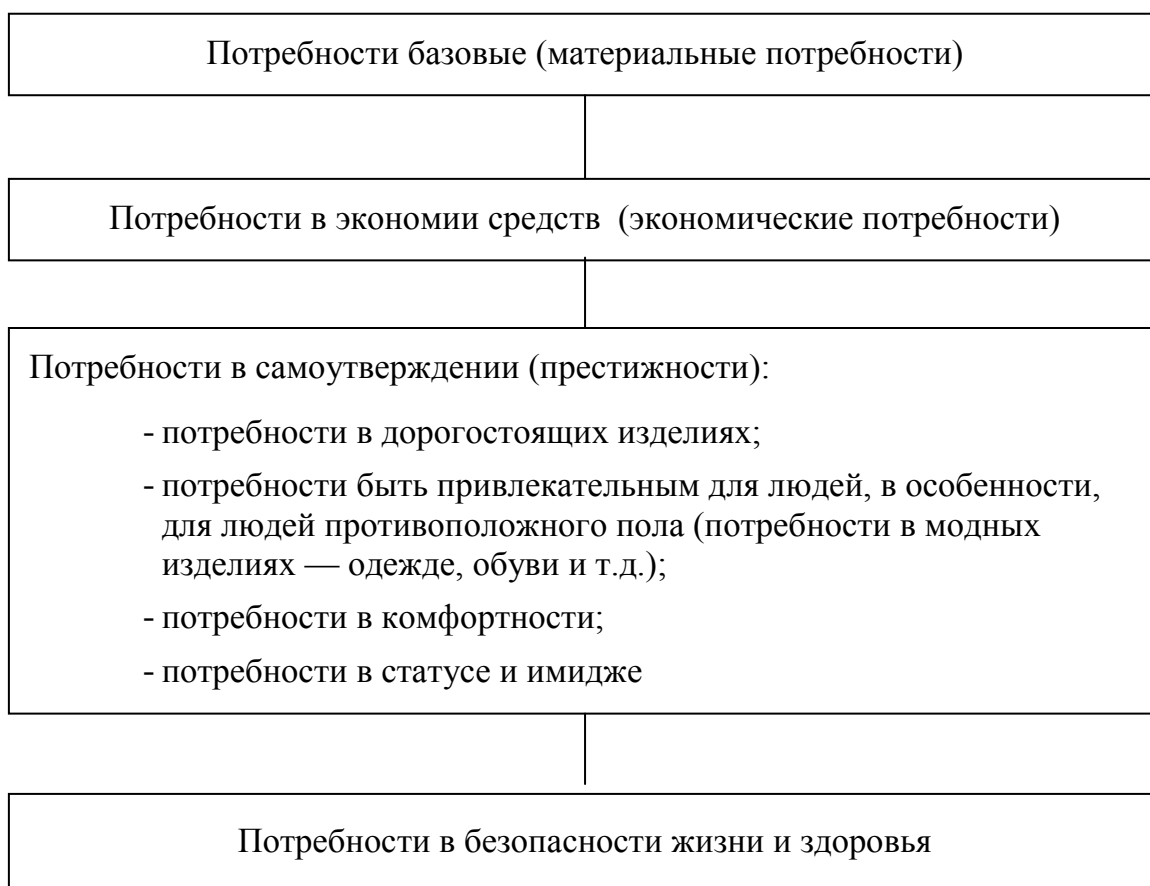 Потребности базовые (материальные потребности)
Потребности в экономии средств (экономические потребности)
Потребности в самоутверждении (престижности):
- потребности в дорогостоящих изделиях;
- потребности быть привлекательным для людей, в особенности,
для людей противоположного пола (потребности в модных
изделиях — одежде, обуви и т.д.);
- потребности в комфортности;
- потребности в статусе и имидже
Потребности в безопасности жизни и здоровья